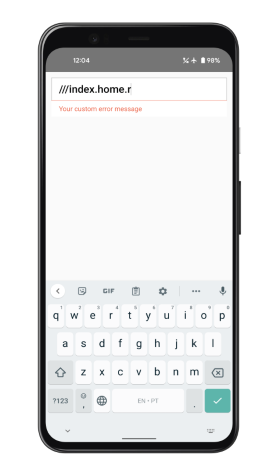 12:04
98%
///index.home.r
Your custom error message
GIF
1 2 3 4 5 6 7 8 9 0
q w e r t y u i o p
a s d f g h j k l
z x c v b n m
?123 , EN • PT .